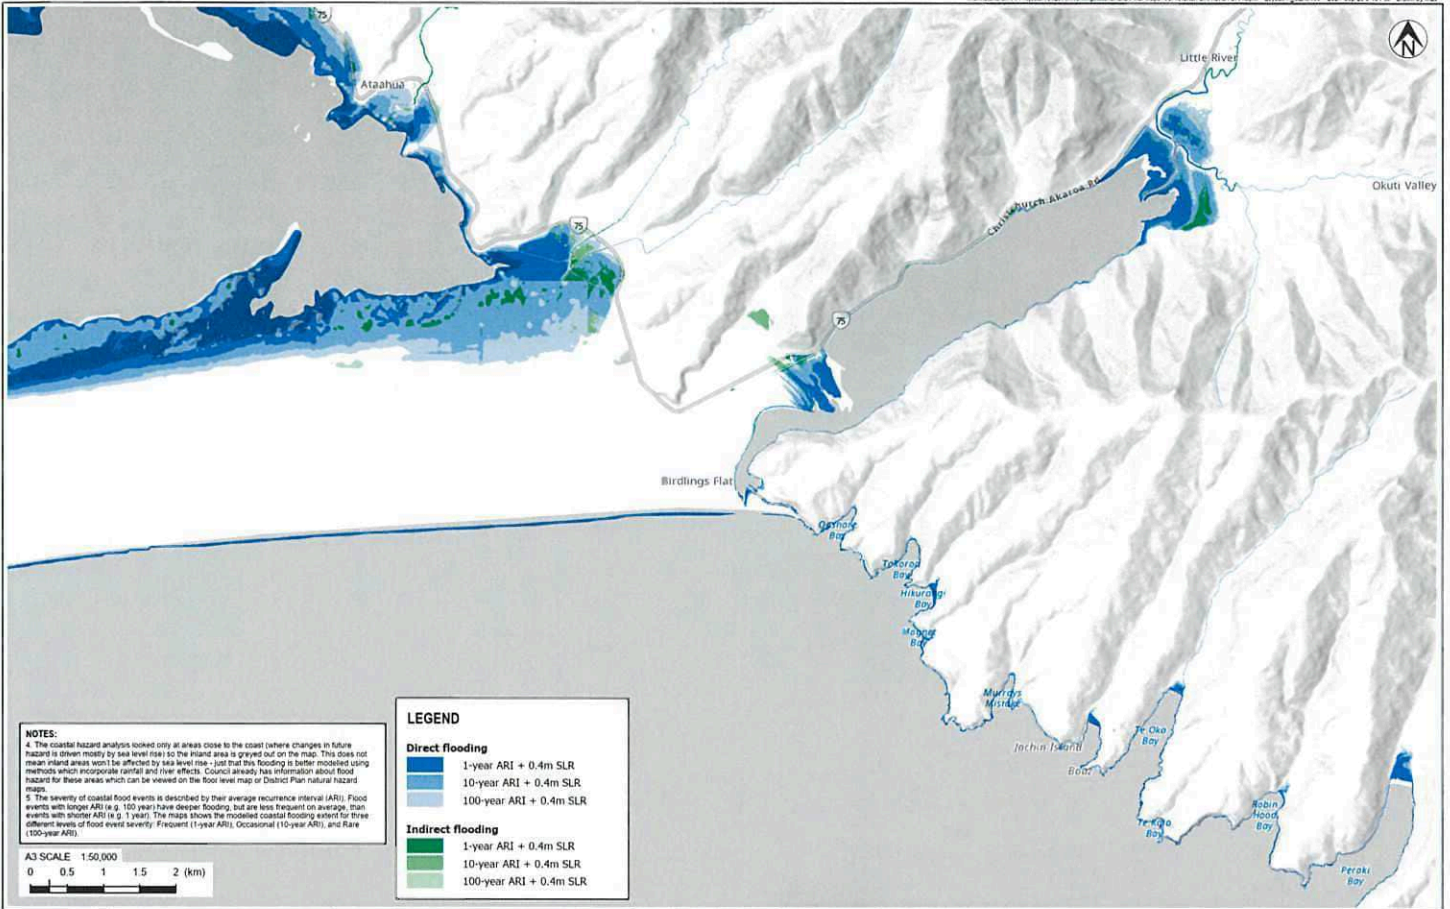 75
N
Little River
Ataahua
Okuti Valley
Christchurch Akaroa Rd
75
75
Birdlings Flat
Oashore
Bay
Tokoroa
Bay
Hikurangi
Bay
Magnet
Bay
Murrays
Mistake
Jachin Island
Boaz
Te Oka
Bay
Te Kaio
Bay
Robin
Hood
Bay
Peraki
Bay
NOTES:
4. The coastal hazard analysis looked only at areas close to the coast (where changes in future
hazard is driven mostly by sea level rise) so the inland area is greyed out on the map. This does not
mean inland areas won't be affected by sea level rise - just that this flooding is better modelled using
methods which incorporate rainfall and river effects. Council already has information about flood
hazard for these areas which can be viewed on the floor level map or District Plan natural hazard
maps.
5. The severity of coastal flood events is described by their average recurrence interval (ARI). Flood
events with longer ARI (e.g. 100 year) have deeper flooding, but are less frequent on average, than
events with shorter ARI (e.g. 1 year). The maps shows the modelled coastal flooding extent for three
different levels of flood event severity: Frequent (1-year ARI), Occasional (10-year ARI), and Rare
(100-year ARI).
A3 SCALE 1:50,000
0 0.5 1 1.5 2 (km)
LEGEND
Direct flooding
1-year ARI + 0.4m SLR
10-year ARI + 0.4m SLR
100-year ARI + 0.4m SLR
Indirect flooding
1-year ARI + 0.4m SLR
10-year ARI + 0.4m SLR
100-year ARI + 0.4m SLR